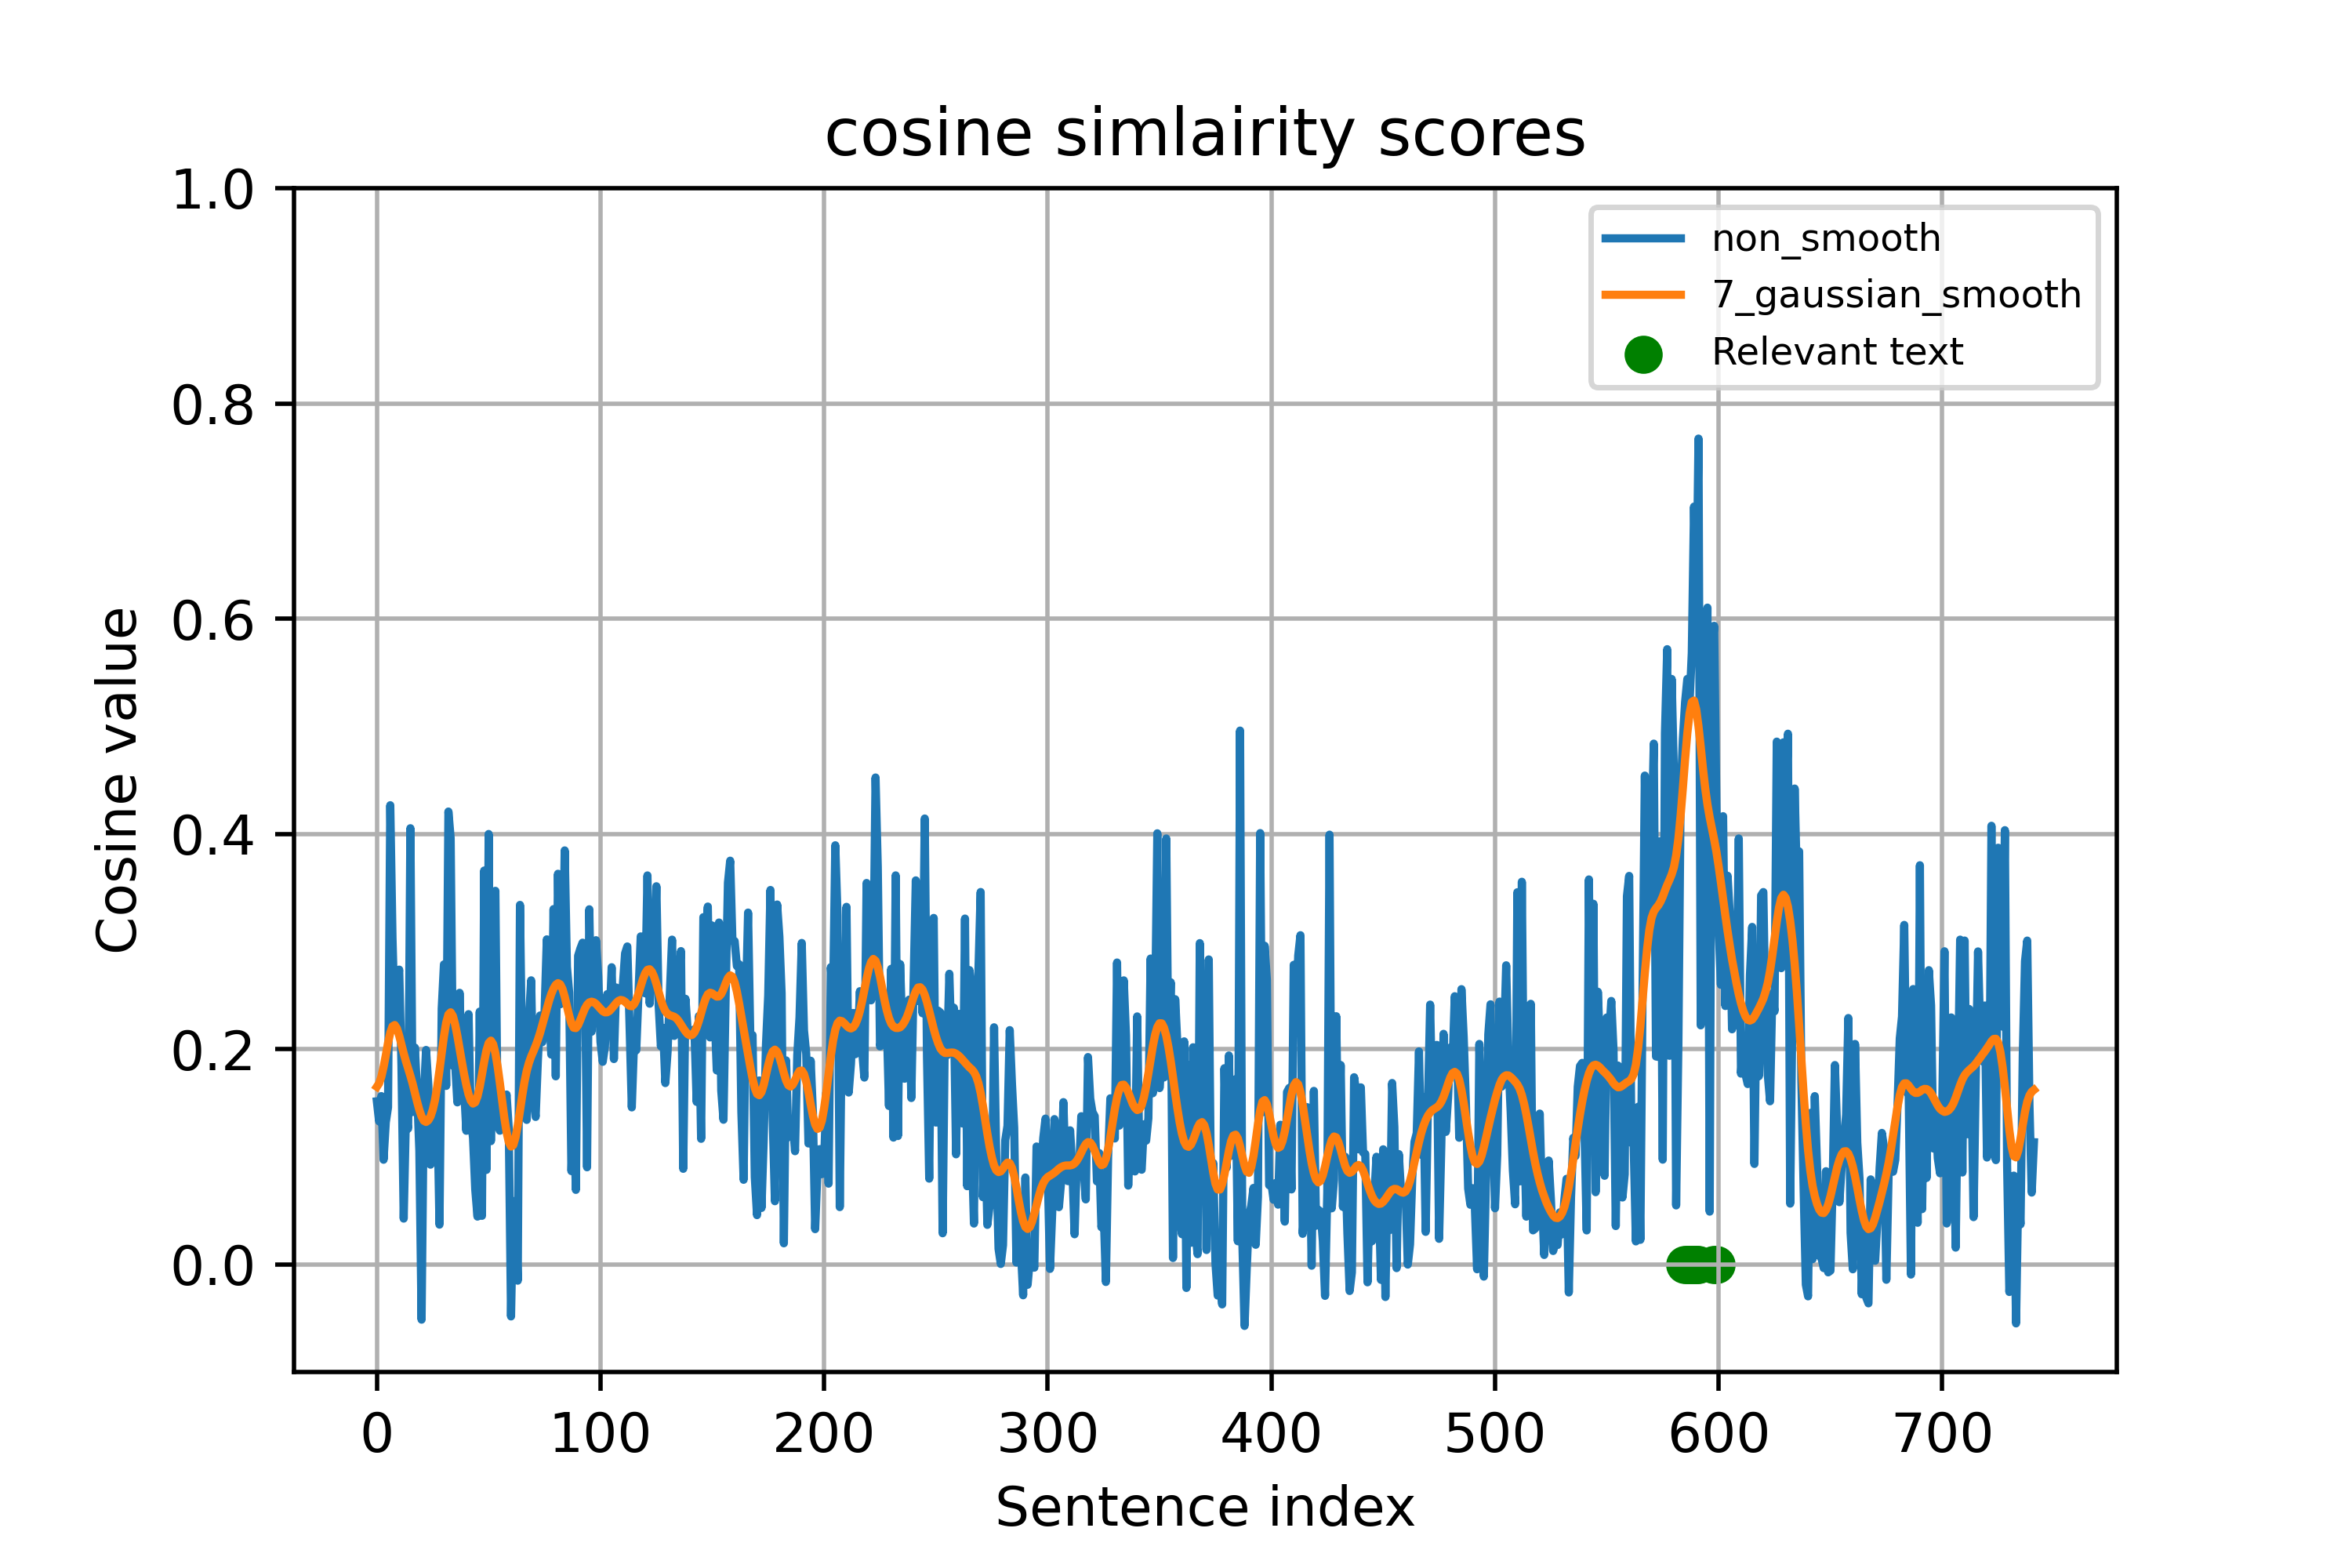 cosine simlairity scores
1.0
0.8
0.6
0.4
0.2
0.0
Cosine value
non_smooth
7_gaussian_smooth
Relevant text
0 100 200 300 400 500 600 700
Sentence index